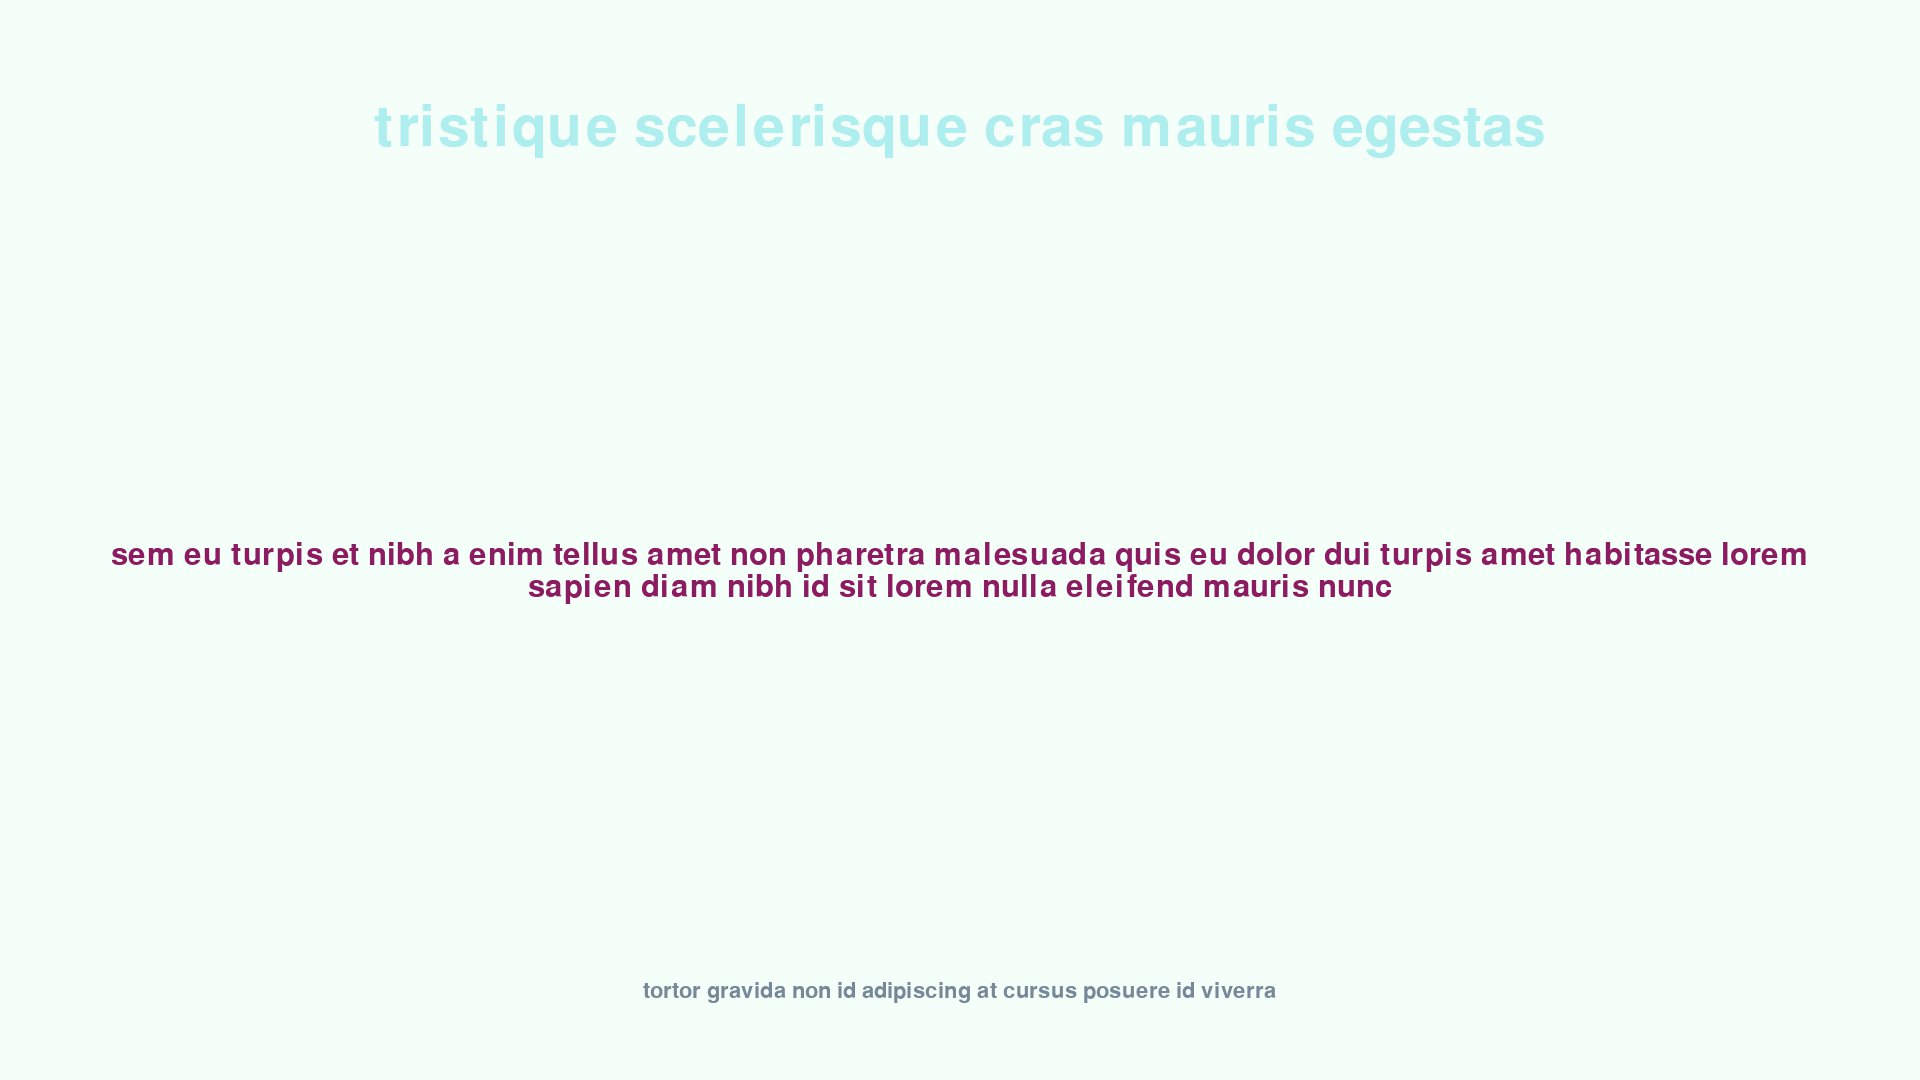 tristique scelerisque cras mauris egestas
sem eu turpis et nibh a enim tellus amet non pharetra malesuada quis eu dolor dui turpis amet habitasse lorem
sapien diam nibh id sit lorem nulla eleifend mauris nunc
tortor gravida non id adipiscing at cursus posuere id viverra